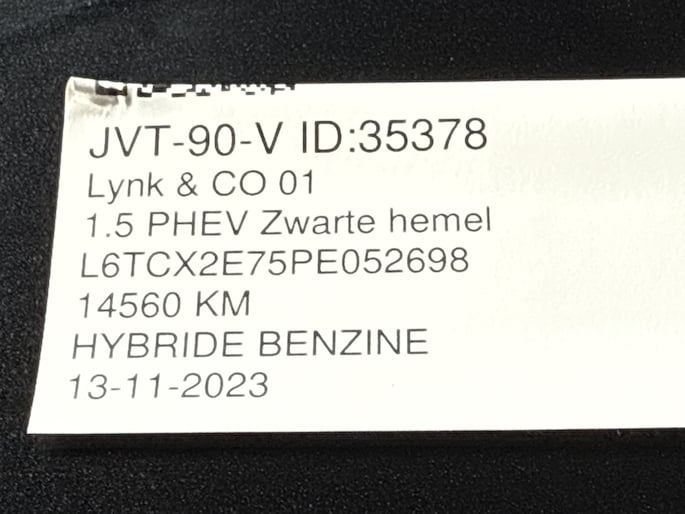 JVT-90-V ID:35378
Lynk & CO 01
1.5 PHEV Zwarte hemel
L6TCX2E75PE052698
14560 KM
HYBRIDE BENZINE
13-11-2023